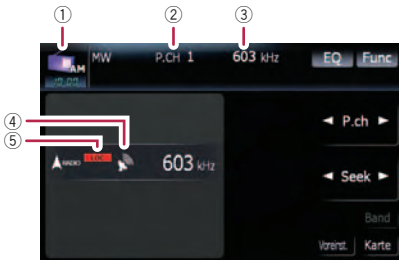 ① ② ③
AM MW P.CH 1 603 kHz EQ Func
④
⑤
◄ P.ch ►
RADIO LOC 603 kHz
◄ Seek ►
Band
Voreinst. Karte